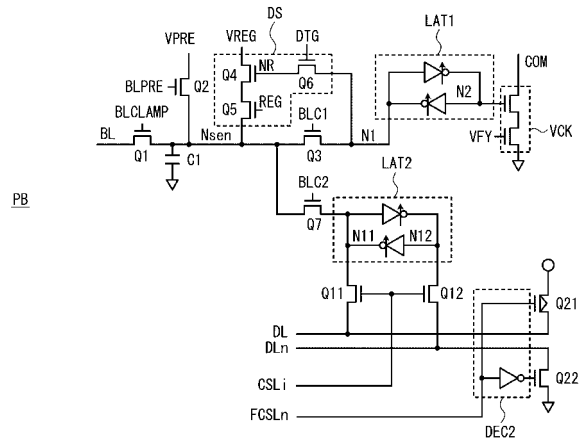 DS
LAT1
VPRE
VREG
DTG
COM
Q4
NR
BLPRE
Q2
Q6
N2
BLCLAMP
Q5
REG
BLC1
BL
Nsen
N1
VFY
VCK
Q1
C1
Q3
LAT2
BLC2
PB
Q7
N11
N12
Q11
Q12
Q21
DL
DLn
CSLi
Q22
FCSLn
DEC2